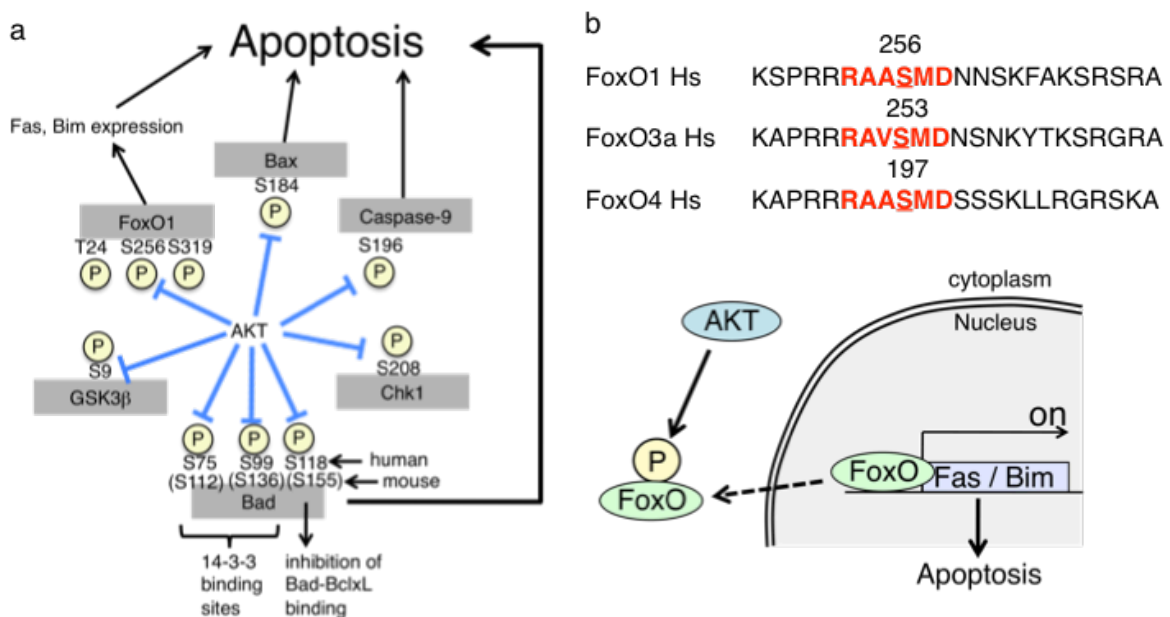 a
Apoptosis
Fas, Bim expression
Bax
S184
P
FoxO1
T24 S256 S319
P P P
Caspase-9
S196
P
AKT
P
S9
GSK3β
P
S208
Chk1
P P P
S75 S99 S118 human
(S112) (S136) (S155) mouse
Bad
14-3-3
binding
sites
inhibition of
Bad-BclxL
binding
b
256
FoxO1 Hs KSPRRRAASMDNNSKFAKSRSRA
253
FoxO3a Hs KAPRRRAVSMDNSNKYTKSRGRA
197
FoxO4 Hs KAPRRRAASMDSSSKLLRGRSKA
cytoplasm
Nucleus
AKT
on
P
FoxO
FoxO
Fas / Bim
Apoptosis